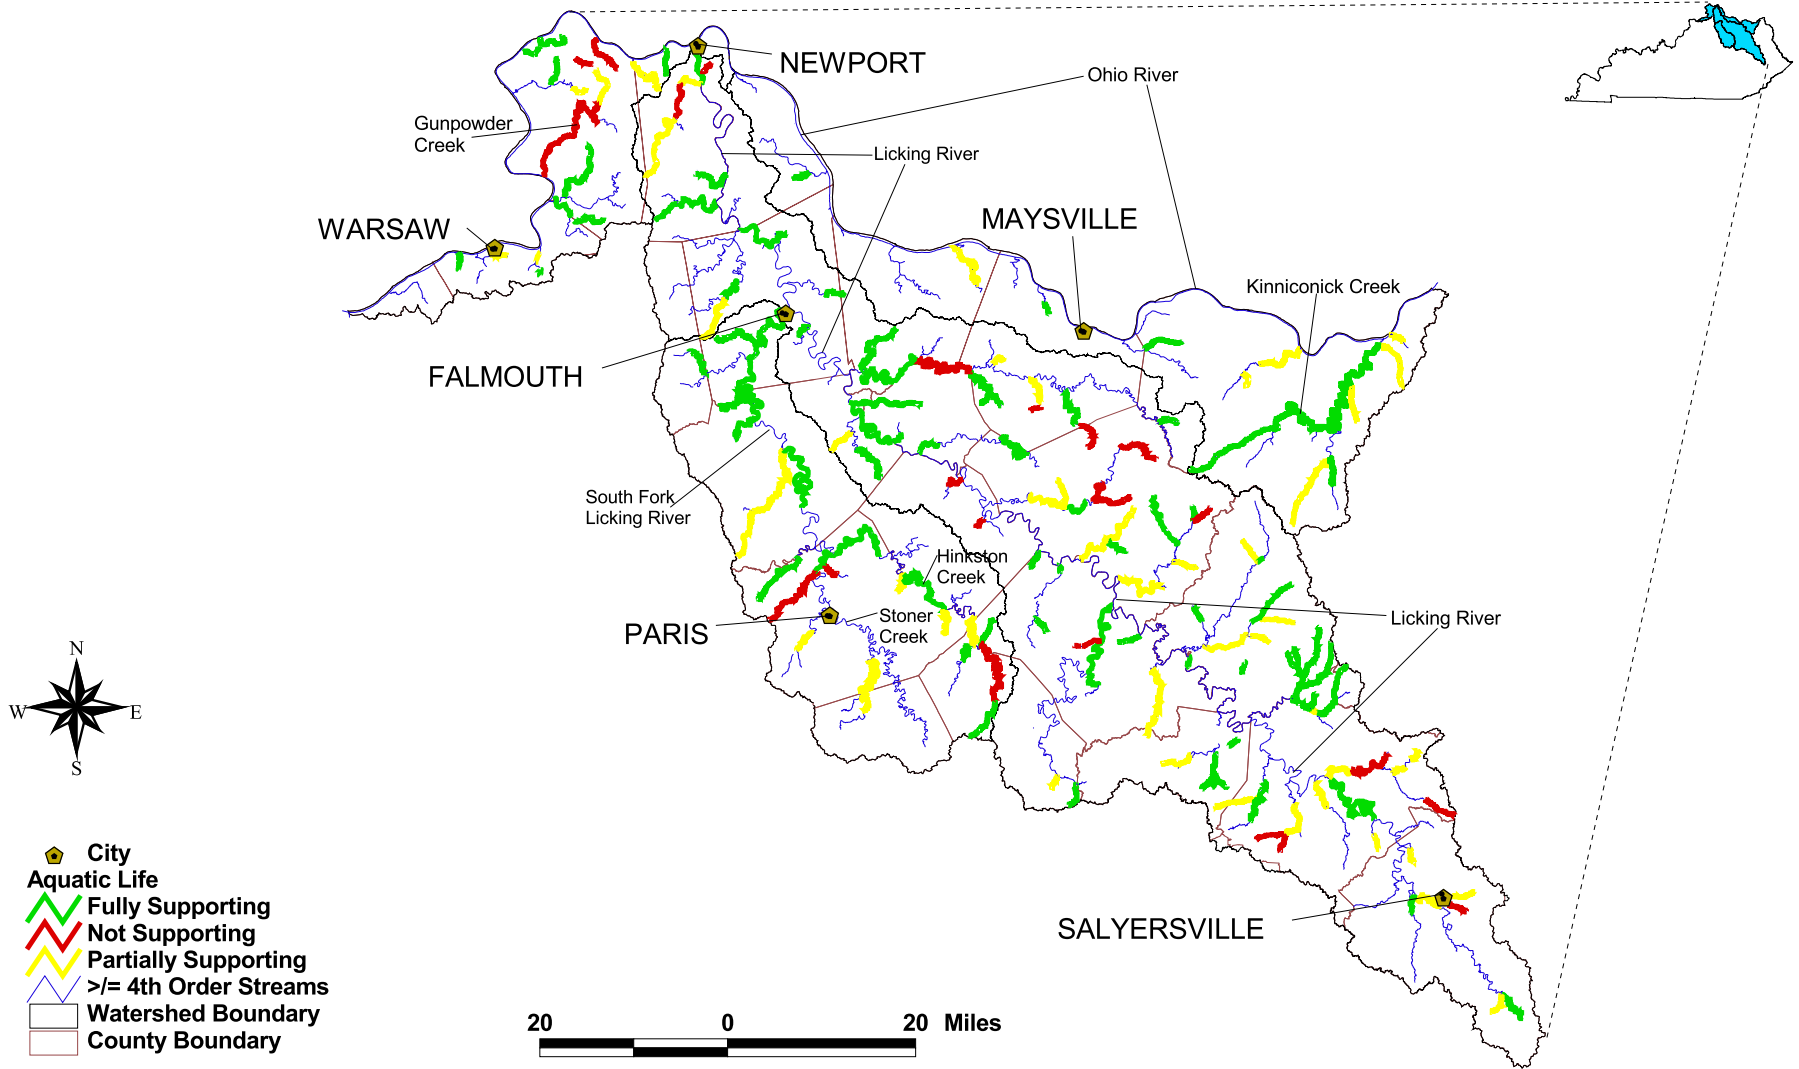 NEWPORT
Ohio River
Gunpowder
Creek
Licking River
WARSAW
MAYSVILLE
Kinniconick Creek
FALMOUTH
South Fork
Licking River
Hinkston
Creek
Stoner
Creek
PARIS
Licking River
N
W
E
S
SALYERSVILLE
City
Aquatic Life
Fully Supporting
Not Supporting
Partially Supporting
>/= 4th Order Streams
Watershed Boundary
County Boundary
20 0 20 Miles